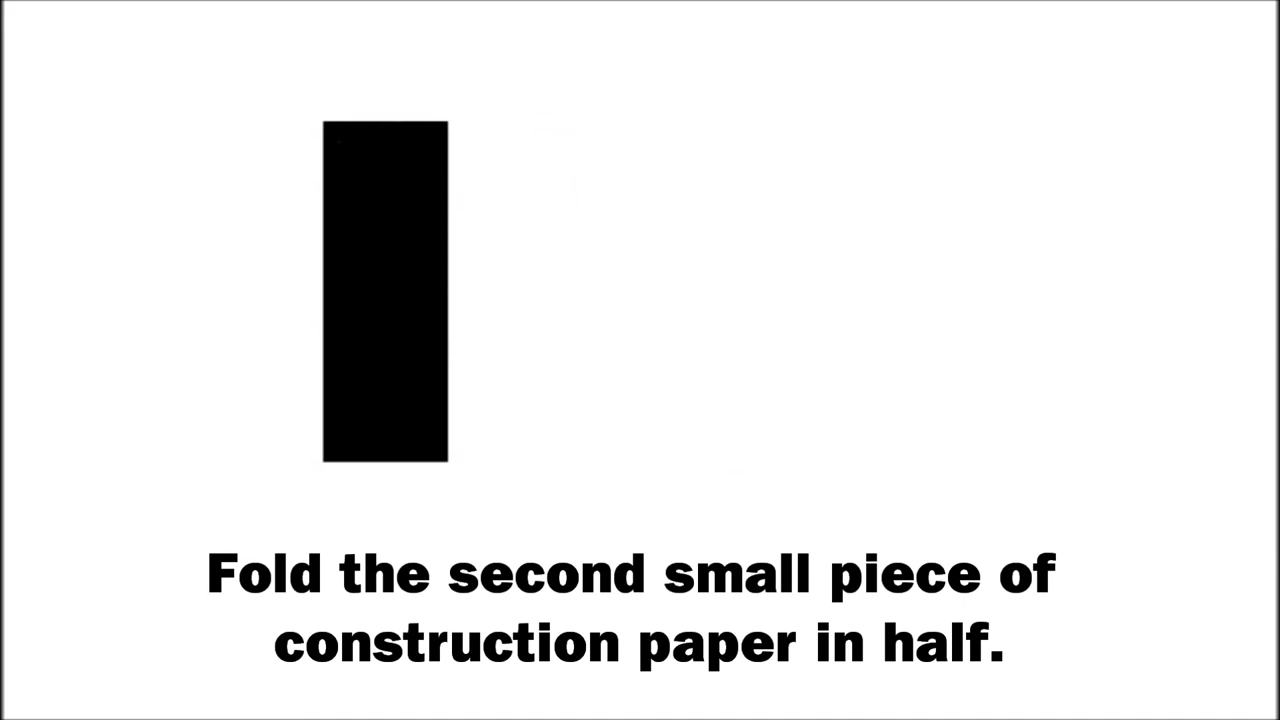 Fold the second small piece of
construction paper in half.